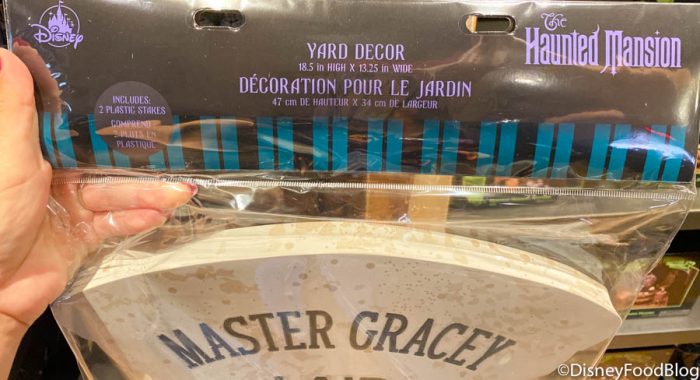 Disney
YARD DECOR
18.5 in HIGH X 13.25 in WIDE
DÉCORATION POUR LE JARDIN
47 cm DE HAUTEUR X 34 cm DE LARGEUR
The
Haunted Mansion
INCLUDES:
2 PLASTIC STAKES
COMPREND
PLASTIQUE
MASTER GRACEY
©DisneyFoodBlog